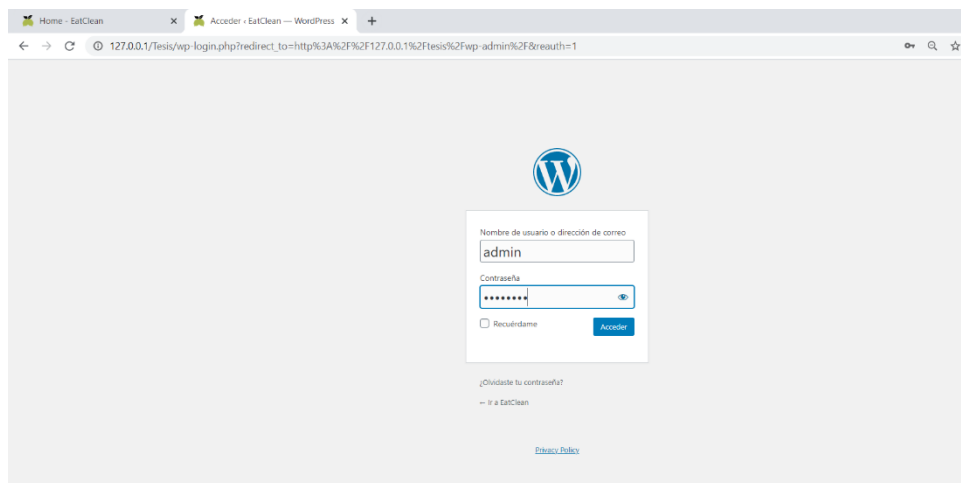 Home - EatClean
Acceder ‹ EatClean — WordPress
127.0.0.1/Tesis/wp-login.php?redirect_to=http%3A%2F%2F127.0.0.1%2Ftesis%2Fwp-admin%2F&reauth=1
Nombre de usuario o dirección de correo
admin
Contraseña
••••••••
Recuérdame
Acceder
¿Olvidaste tu contraseña?
← Ir a EatClean
Privacy Policy